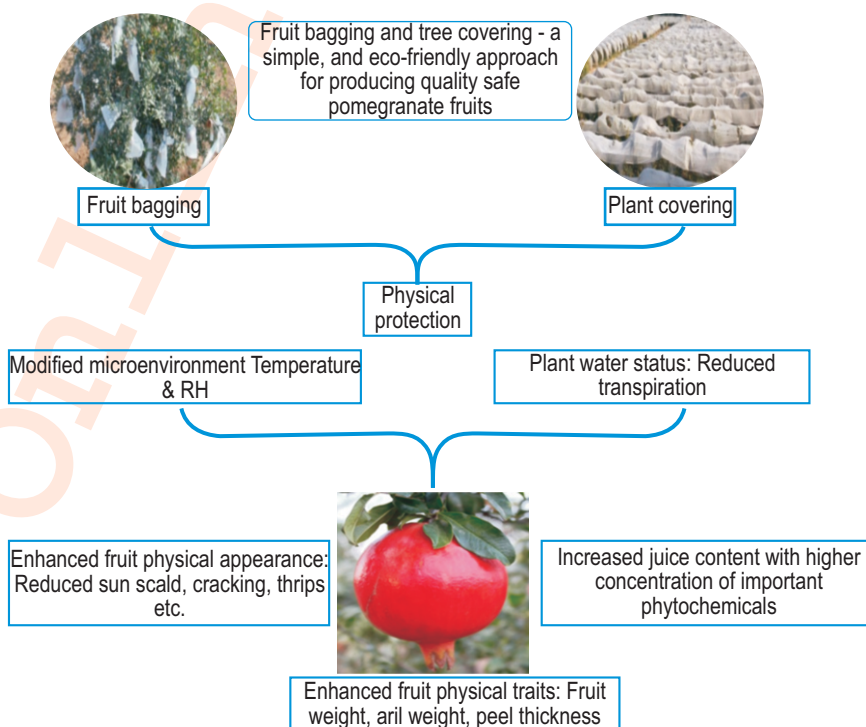 Fruit bagging and tree covering - a
simple, and eco-friendly approach
for producing quality safe
pomegranate fruits
Fruit bagging
Plant covering
Physical
protection
Modified microenvironment Temperature
& RH
Plant water status: Reduced
transpiration
Enhanced fruit physical appearance:
Reduced sun scald, cracking, thrips
etc.
Increased juice content with higher
concentration of important
phytochemicals
Enhanced fruit physical traits: Fruit
weight, aril weight, peel thickness